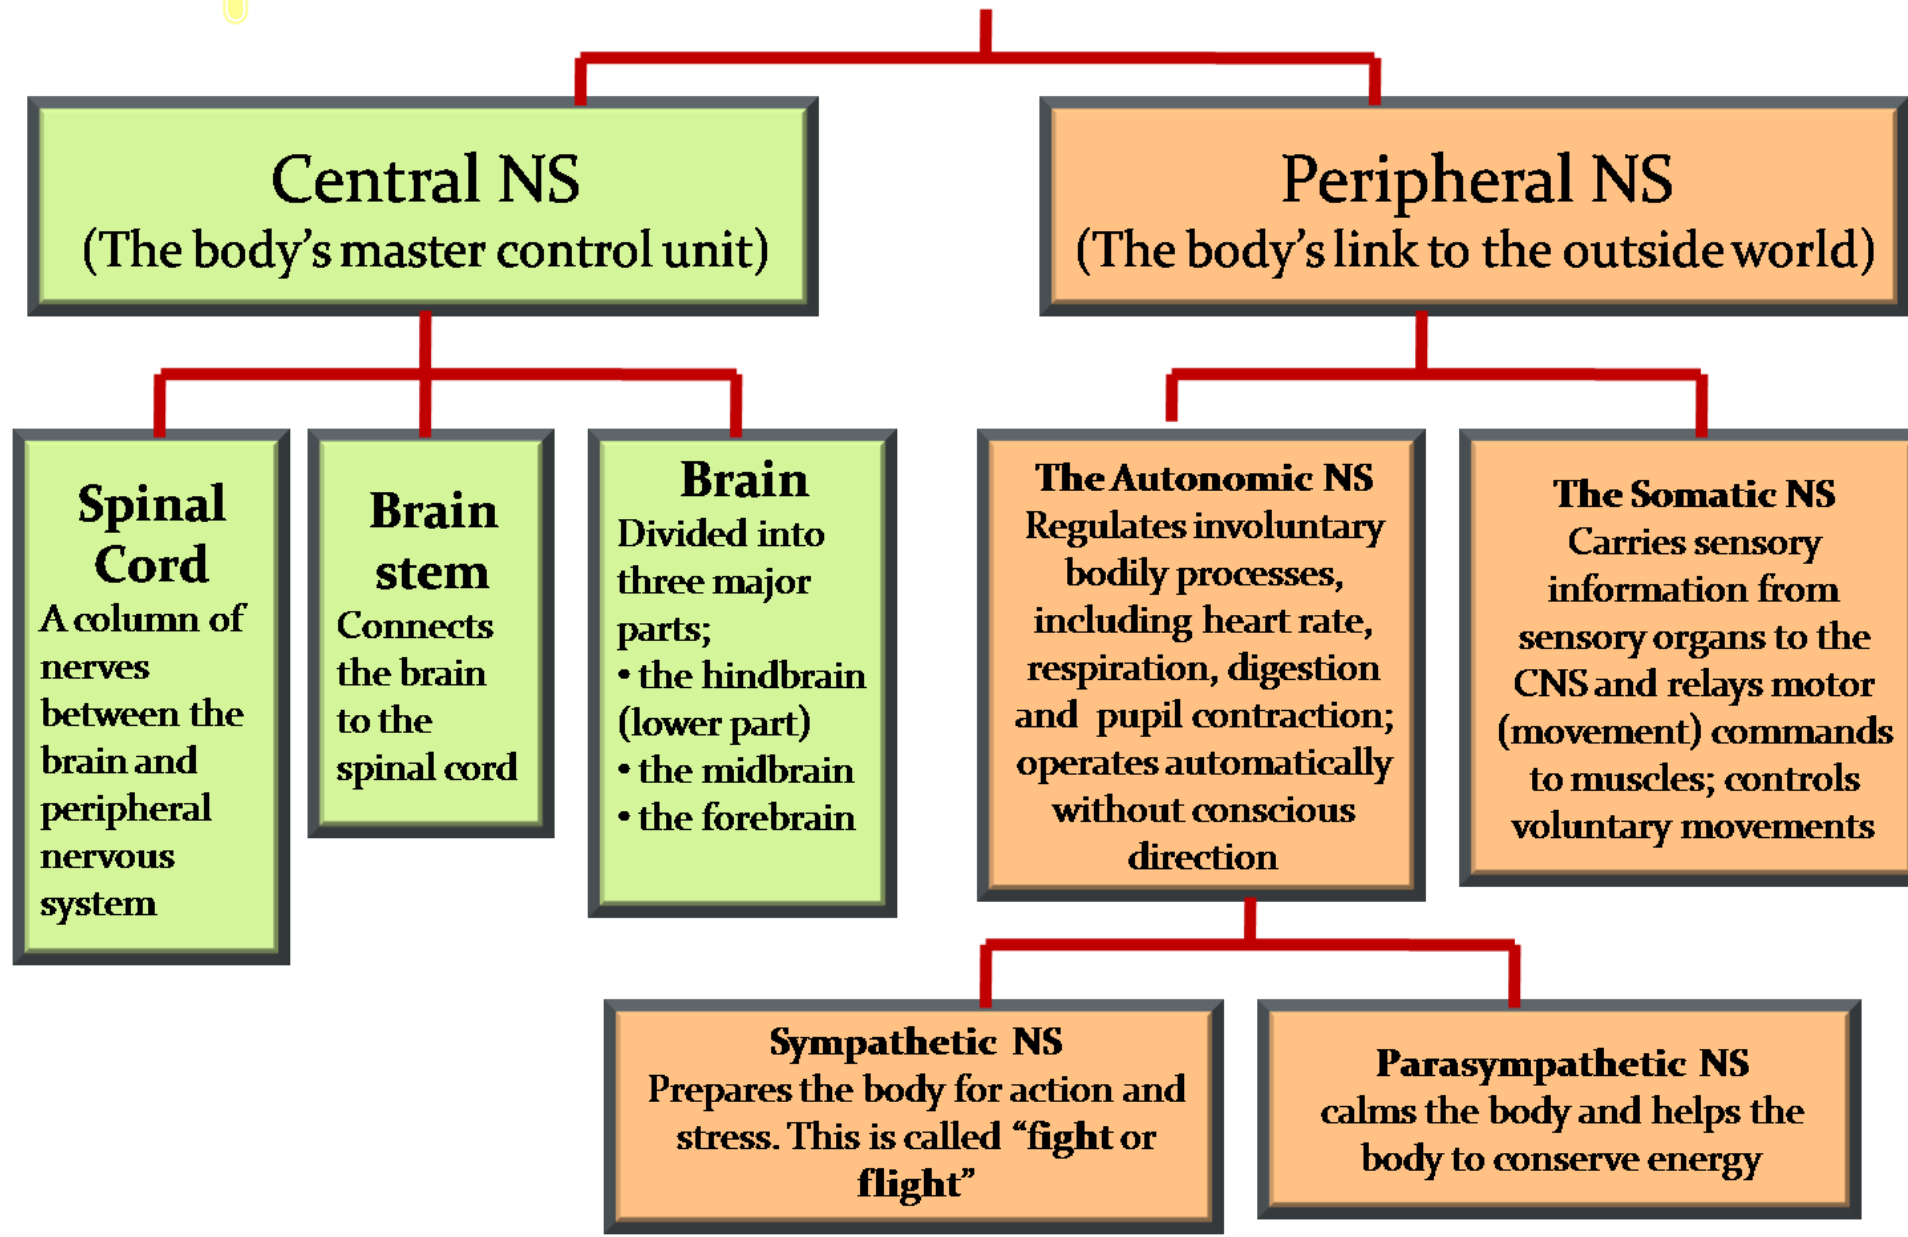 Central NS
(The body's master control unit)
Peripheral NS
(The body's link to the outside world)
Spinal
Cord
A column of
nerves
between the
brain and
peripheral
nervous
system
Brain
stem
Connects
the brain
to the
spinal cord
Brain
Divided into
three major
parts;
• the hindbrain
(lower part)
• the midbrain
• the forebrain
The Autonomic NS
Regulates involuntary
bodily processes,
including heart rate,
respiration, digestion
and pupil contraction;
operates automatically
without conscious
direction
The Somatic NS
Carries sensory
information from
sensory organs to the
CNS and relays motor
(movement) commands
to muscles; controls
voluntary movements
Sympathetic NS
Prepares the body for action and
stress. This is called “fight or
flight”
Parasympathetic NS
calms the body and helps the
body to conserve energy